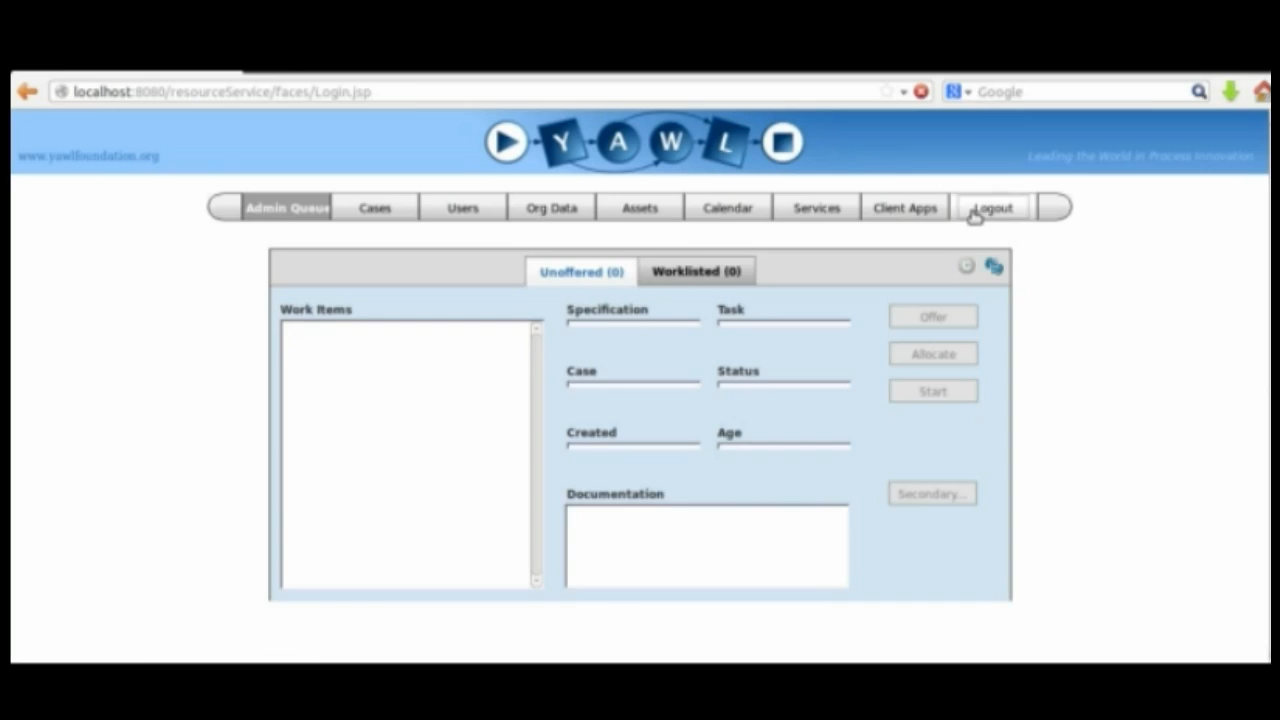 localhost:8080/resourceService/faces/Login.jsp
Google
YAWL
www.yawlfoundation.org
Leading the World in Process Innovation
Admin Queue Cases Users Org Data Assets Calendar Services Client Apps Logout
Unoffered (0) Worklisted (0)
Work Items
Specification Task
Offer
Allocate
Case Status
Start
Created Age
Documentation
Secondary...